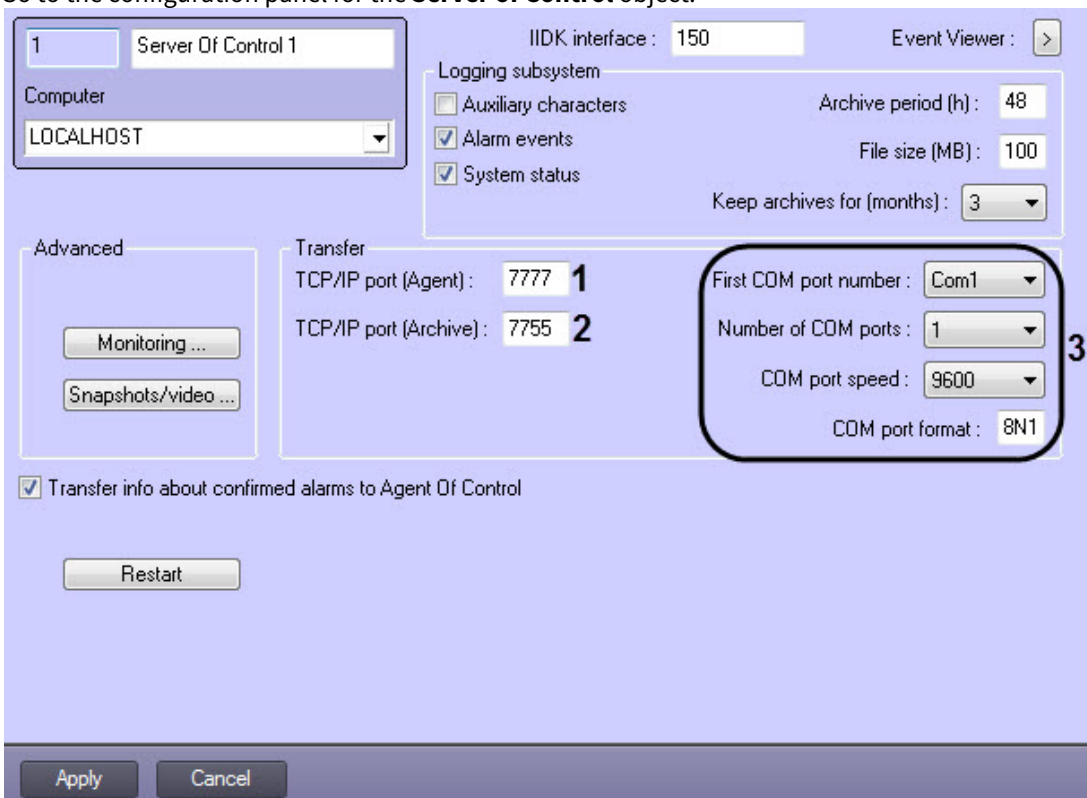 Go to the configuration panel for the Server of Control object.
1 Server Of Control 1
Computer
LOCALHOST
IIDK interface : 150
Event Viewer : >
Logging subsystem
Auxiliary characters
Alarm events
System status
Archive period (h) : 48
File size (MB) : 100
Keep archives for (months) : 3
Advanced
Monitoring ...
Snapshots/video ...
Transfer
TCP/IP port (Agent) : 7777 1
TCP/IP port (Archive) : 7755 2
First COM port number : Com1
Number of COM ports : 1
COM port speed : 9600
COM port format : 8N1
3
Transfer info about confirmed alarms to Agent Of Control
Restart
Apply Cancel